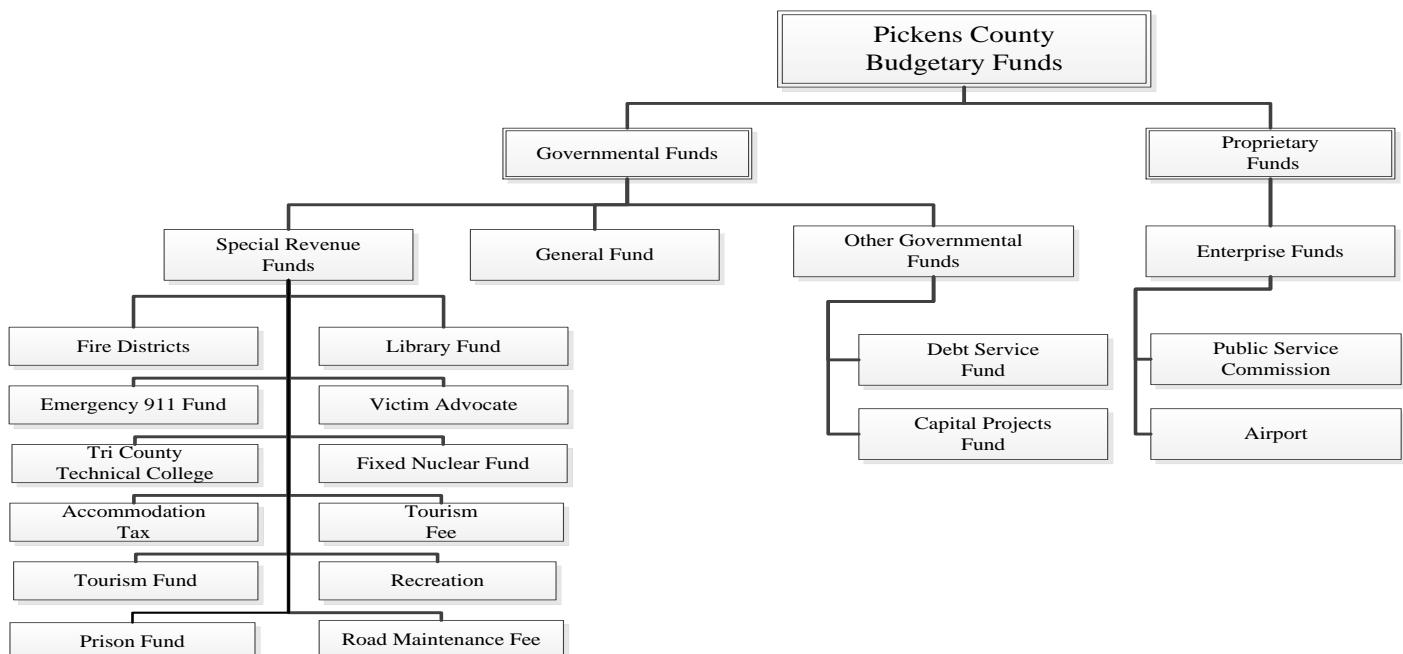 Pickens County
Budgetary Funds
Governmental Funds
Proprietary
Funds
Special Revenue
Funds
General Fund
Other Governmental
Funds
Enterprise Funds
Fire Districts
Library Fund
Debt Service
Fund
Public Service
Commission
Emergency 911 Fund
Victim Advocate
Capital Projects
Fund
Airport
Tri County
Technical College
Fixed Nuclear Fund
Accommodation
Tax
Tourism
Fee
Tourism Fund
Recreation
Prison Fund
Road Maintenance Fee